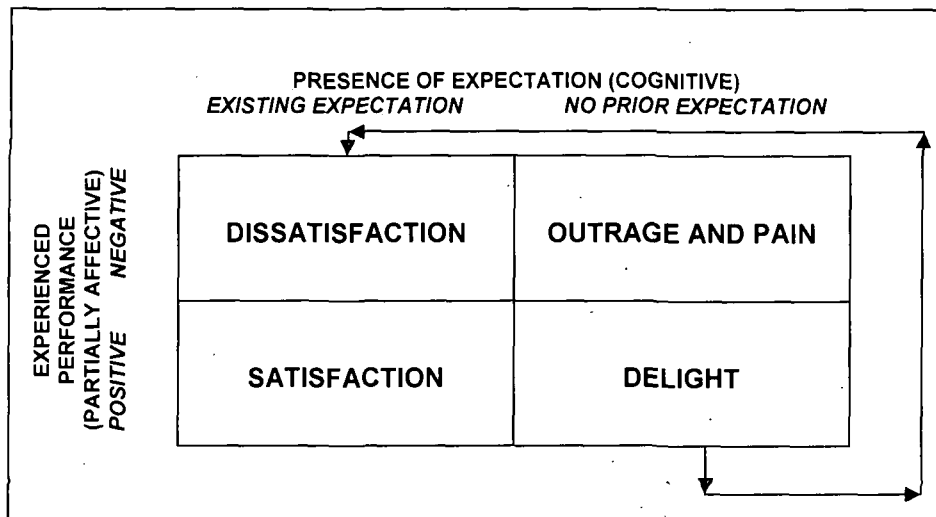 PRESENCE OF EXPECTATION (COGNITIVE)
EXISTING EXPECTATION NO PRIOR EXPECTATION
EXPERIENCED
PERFORMANCE
(PARTIALLY AFFECTIVE)
POSITIVE NEGATIVE
DISSATISFACTION OUTRAGE AND PAIN
SATISFACTION DELIGHT